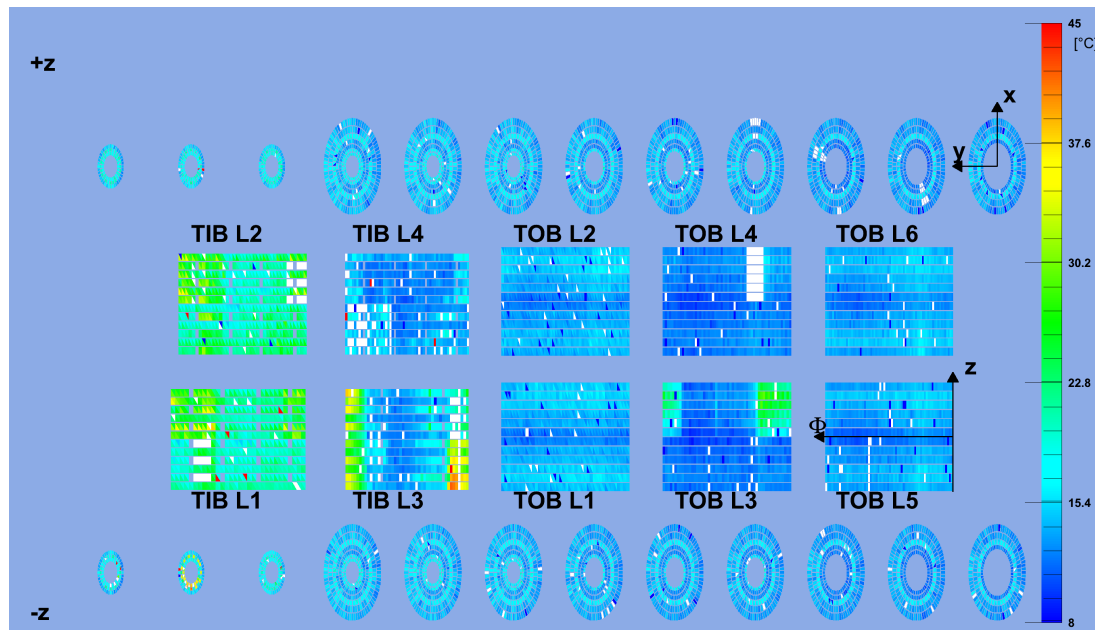 45
[°C]
+z
x
37.6
y
TIB L2 TIB L4 TOB L2 TOB L4 TOB L6
30.2
z
22.8
Φ
TIB L1 TIB L3 TOB L1 TOB L3 TOB L5
15.4
-z
8